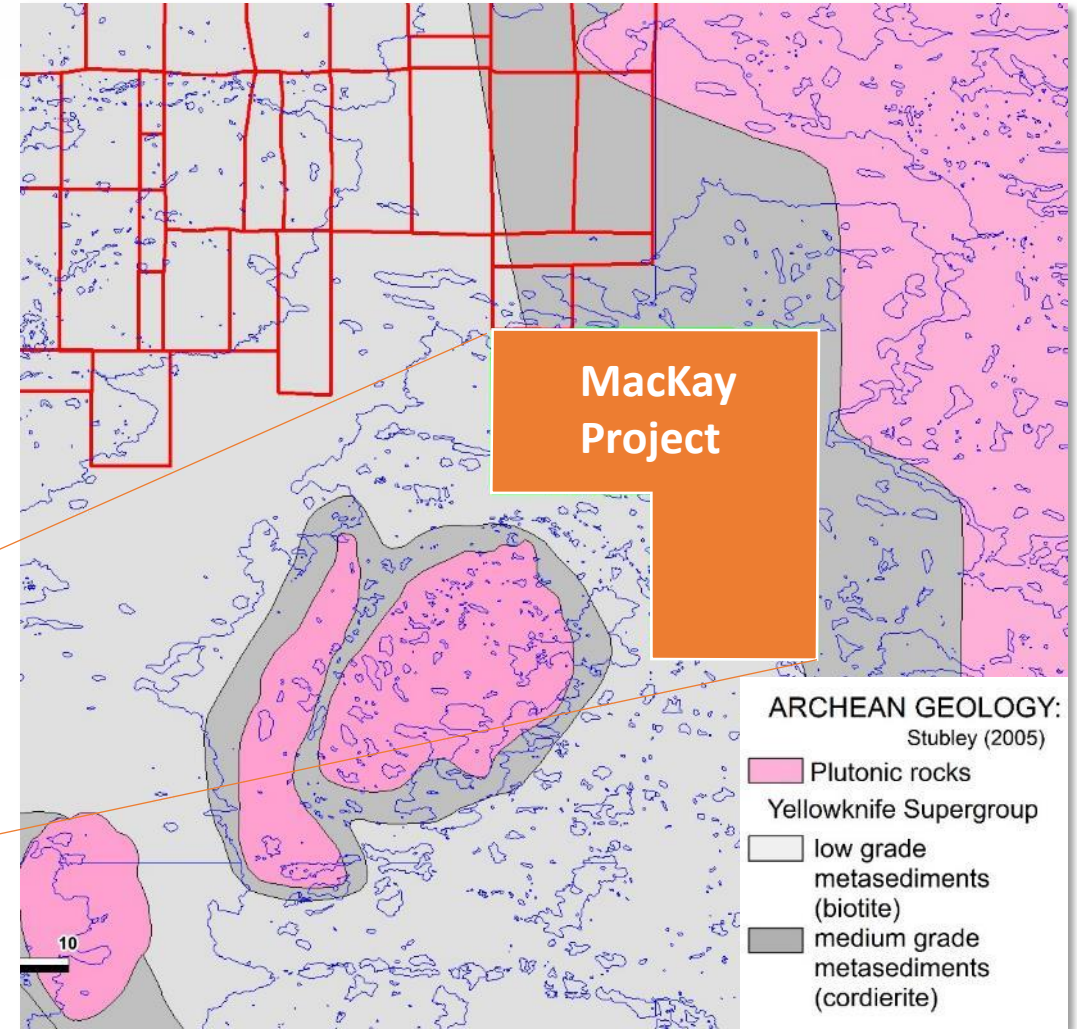 MacKay
Project
ARCHEAN GEOLOGY:
Stubley (2005)
Plutonic rocks
Yellowknife Supergroup
low grade
metasediments
(biotite)
medium grade
metasediments
(cordierite)
10